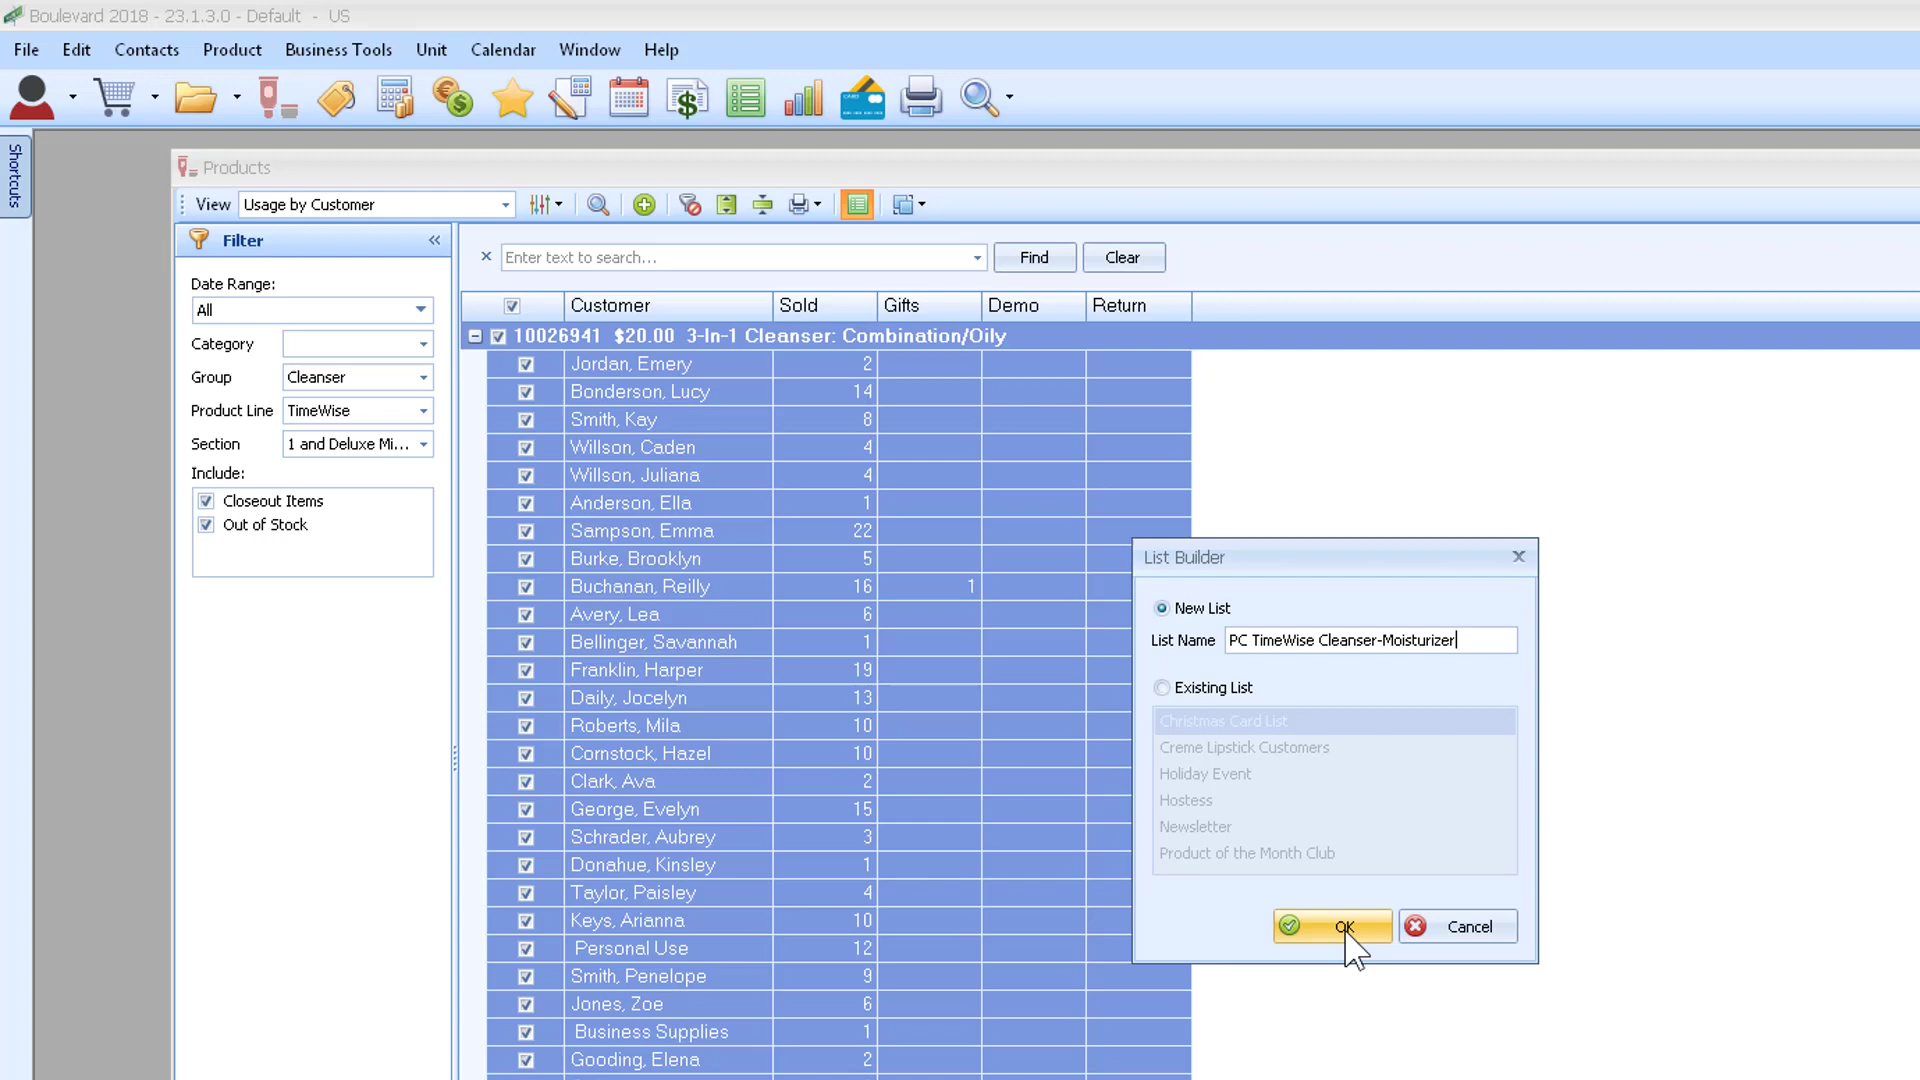 Boulevard 2018 - 23.1.3.0 - Default - US
File Edit Contacts Product Business Tools Unit Calendar Window Help
Shortcuts
Products
View Usage by Customer
Filter
Date Range:
All
Category
Group Cleanser
Product Line TimeWise
Section 1 and Deluxe Mi...
Include:
Closeout Items
Out of Stock
Enter text to search... Find Clear
Customer Sold Gifts Demo Return
10026941 $20.00 3-In-1 Cleanser: Combination/Oily
Jordan, Emery 2
Bonderson, Lucy 14
Smith, Kay 8
Willson, Caden 4
Willson, Juliana 4
Anderson, Ella 1
Sampson, Emma 22
Burke, Brooklyn 5
Buchanan, Reilly 16 1
Avery, Lea 6
Bellinger, Savannah 1
Franklin, Harper 19
Daily, Jocelyn 13
Roberts, Mila 10
Cornstock, Hazel 10
Clark, Ava 2
George, Evelyn 15
Schrader, Aubrey 3
Donahue, Kinsley 1
Taylor, Paisley 4
Keys, Arianna 10
Personal Use 12
Smith, Penelope 9
Jones, Zoe 6
Business Supplies 1
Gooding, Elena 2
List Builder
New List
List Name PC TimeWise Cleanser-Moisturizer
Existing List
Christmas Card List
Creme Lipstick Customers
Holiday Event
Hostess
Newsletter
Product of the Month Club
OK Cancel